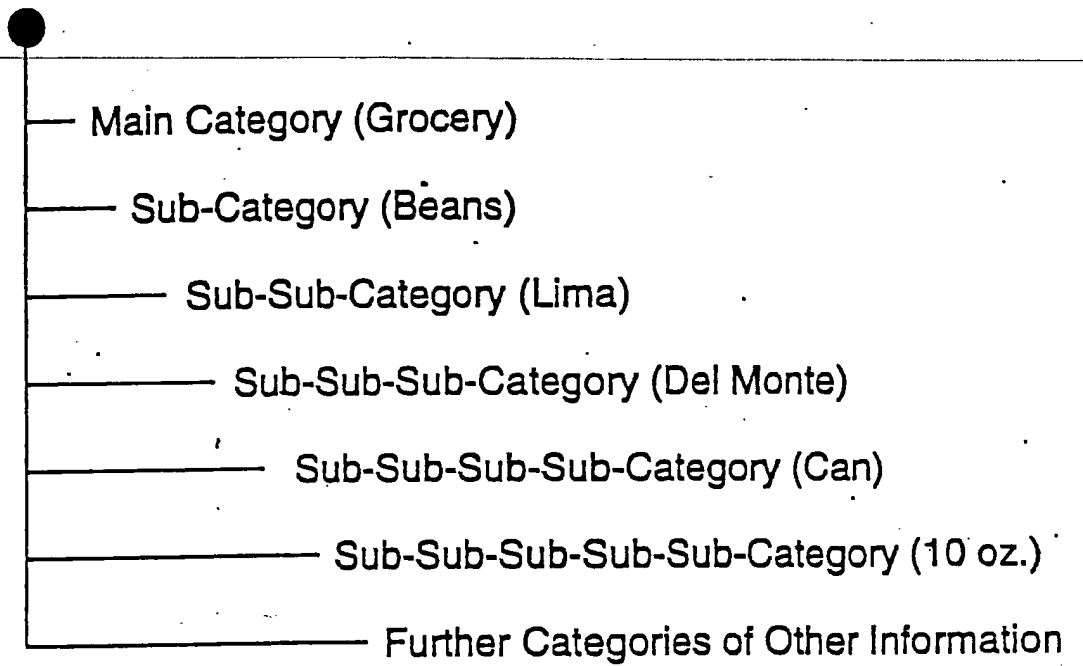 Main Category (Grocery)
Sub-Category (Beans)
Sub-Sub-Category (Lima)
Sub-Sub-Sub-Category (Del Monte)
Sub-Sub-Sub-Sub-Category (Can)
Sub-Sub-Sub-Sub-Sub-Category (10 oz.)
Further Categories of Other Information